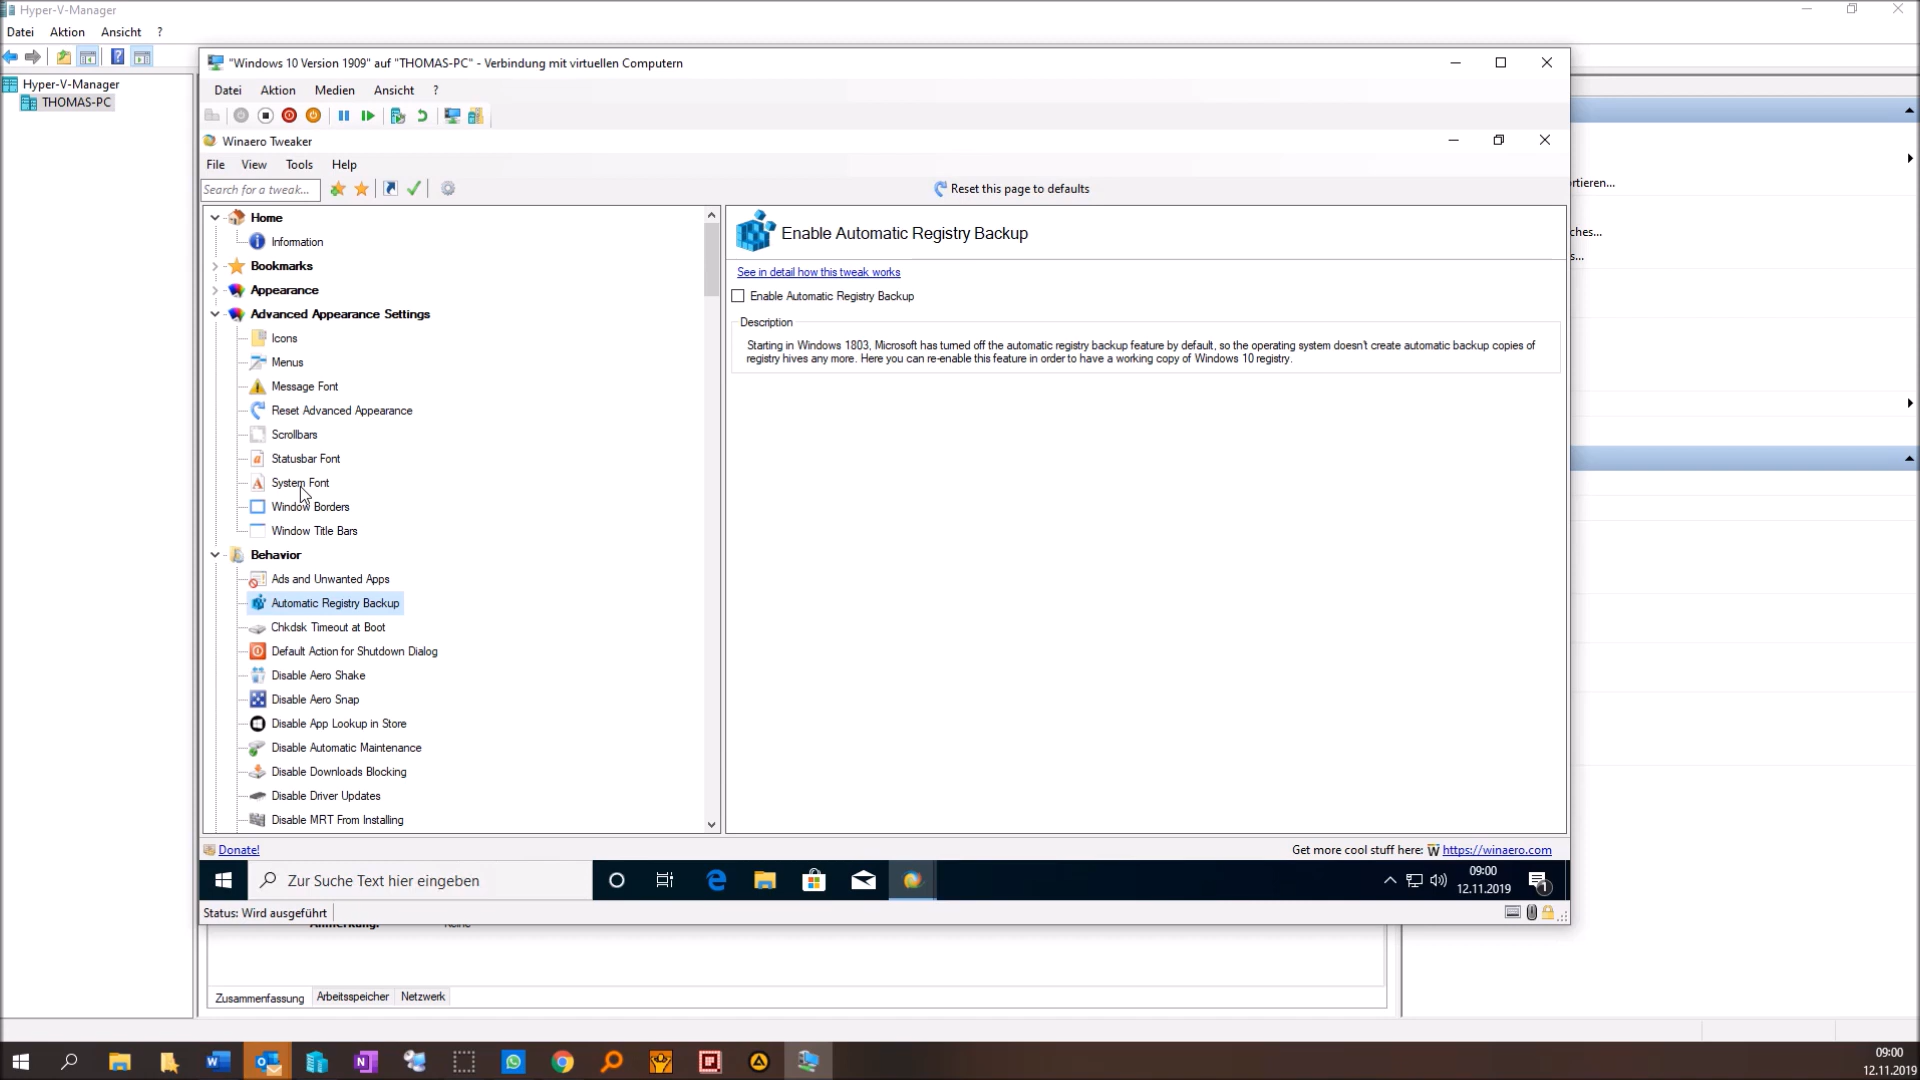 Hyper-V-Manager
Datei Aktion Ansicht ?
Hyper-V-Manager
THOMAS-PC
"Windows 10 Version 1909" auf "THOMAS-PC" - Verbindung mit virtuellen Computern
Datei Aktion Medien Ansicht ?
Winaero Tweaker
File View Tools Help
Search for a tweak...
Reset this page to defaults
Home
Information
Bookmarks
Appearance
Advanced Appearance Settings
Icons
Menus
Message Font
Reset Advanced Appearance
Scrollbars
Statusbar Font
System Font
Window Borders
Window Title Bars
Behavior
Ads and Unwanted Apps
Automatic Registry Backup
Chkdsk Timeout at Boot
Default Action for Shutdown Dialog
Disable Aero Shake
Disable Aero Snap
Disable App Lookup in Store
Disable Automatic Maintenance
Disable Downloads Blocking
Disable Driver Updates
Disable MRT From Installing
Enable Automatic Registry Backup
See in detail how this tweak works
Enable Automatic Registry Backup
Description
Starting in Windows 1803, Microsoft has turned off the automatic registry backup feature by default, so the operating system doesn't create automatic backup copies of
registry hives any more. Here you can re-enable this feature in order to have a working copy of Windows 10 registry.
rtieren...
ches...
s...
Donate!
Get more cool stuff here: W https://winaero.com
Zur Suche Text hier eingeben
09:00
12.11.2019
1
Status: Wird ausgeführt
Zusammenfassung Arbeitsspeicher Netzwerk
09:00
12.11.2019